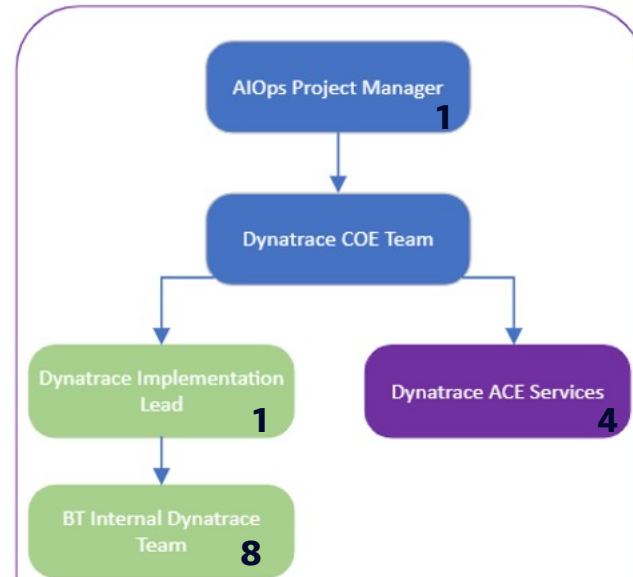 AIOps Project Manager
1
Dynatrace COE Team
Dynatrace Implementation
Lead
1
Dynatrace ACE Services
4
BT Internal Dynatrace
Team
8